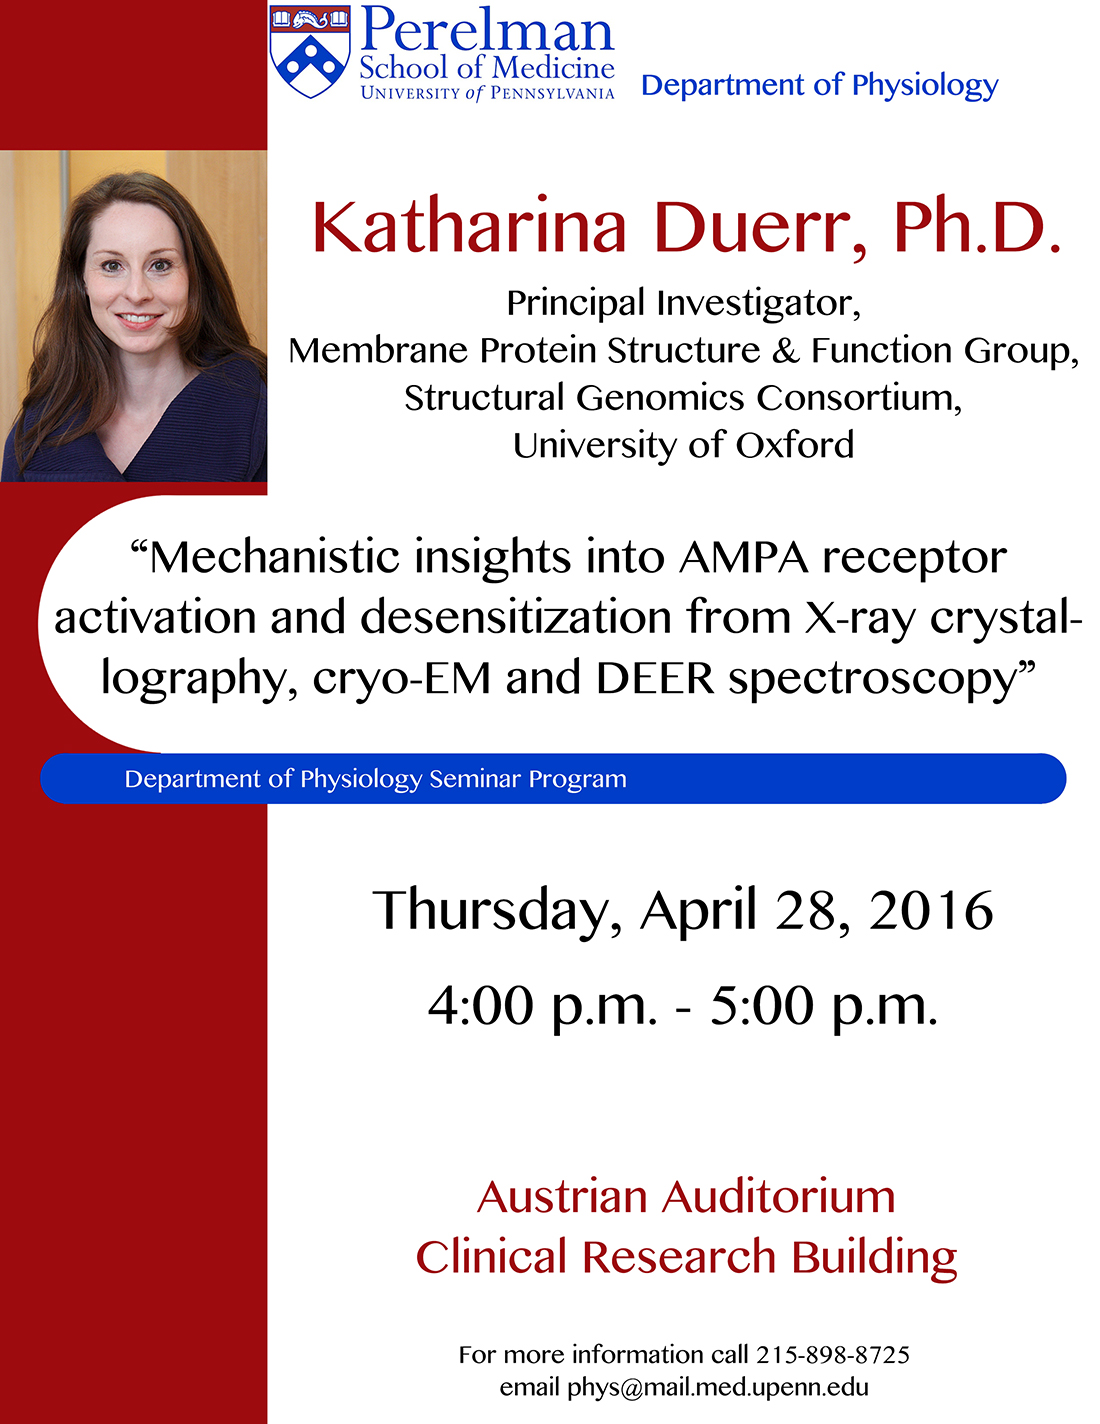 Perelman
School of Medicine
UNIVERSITY of PENNSYLVANIA
Department of Physiology
Katharina Duerr, Ph.D.
Principal Investigator,
Membrane Protein Structure & Function Group,
Structural Genomics Consortium,
University of Oxford
“Mechanistic insights into AMPA receptor
activation and desensitization from X-ray crystal-
lography, cryo-EM and DEER spectroscopy”
Department of Physiology Seminar Program
Thursday, April 28, 2016
4:00 p.m. - 5:00 p.m.
Austrian Auditorium
Clinical Research Building
For more information call 215-898-8725
email phys@mail.med.upenn.edu